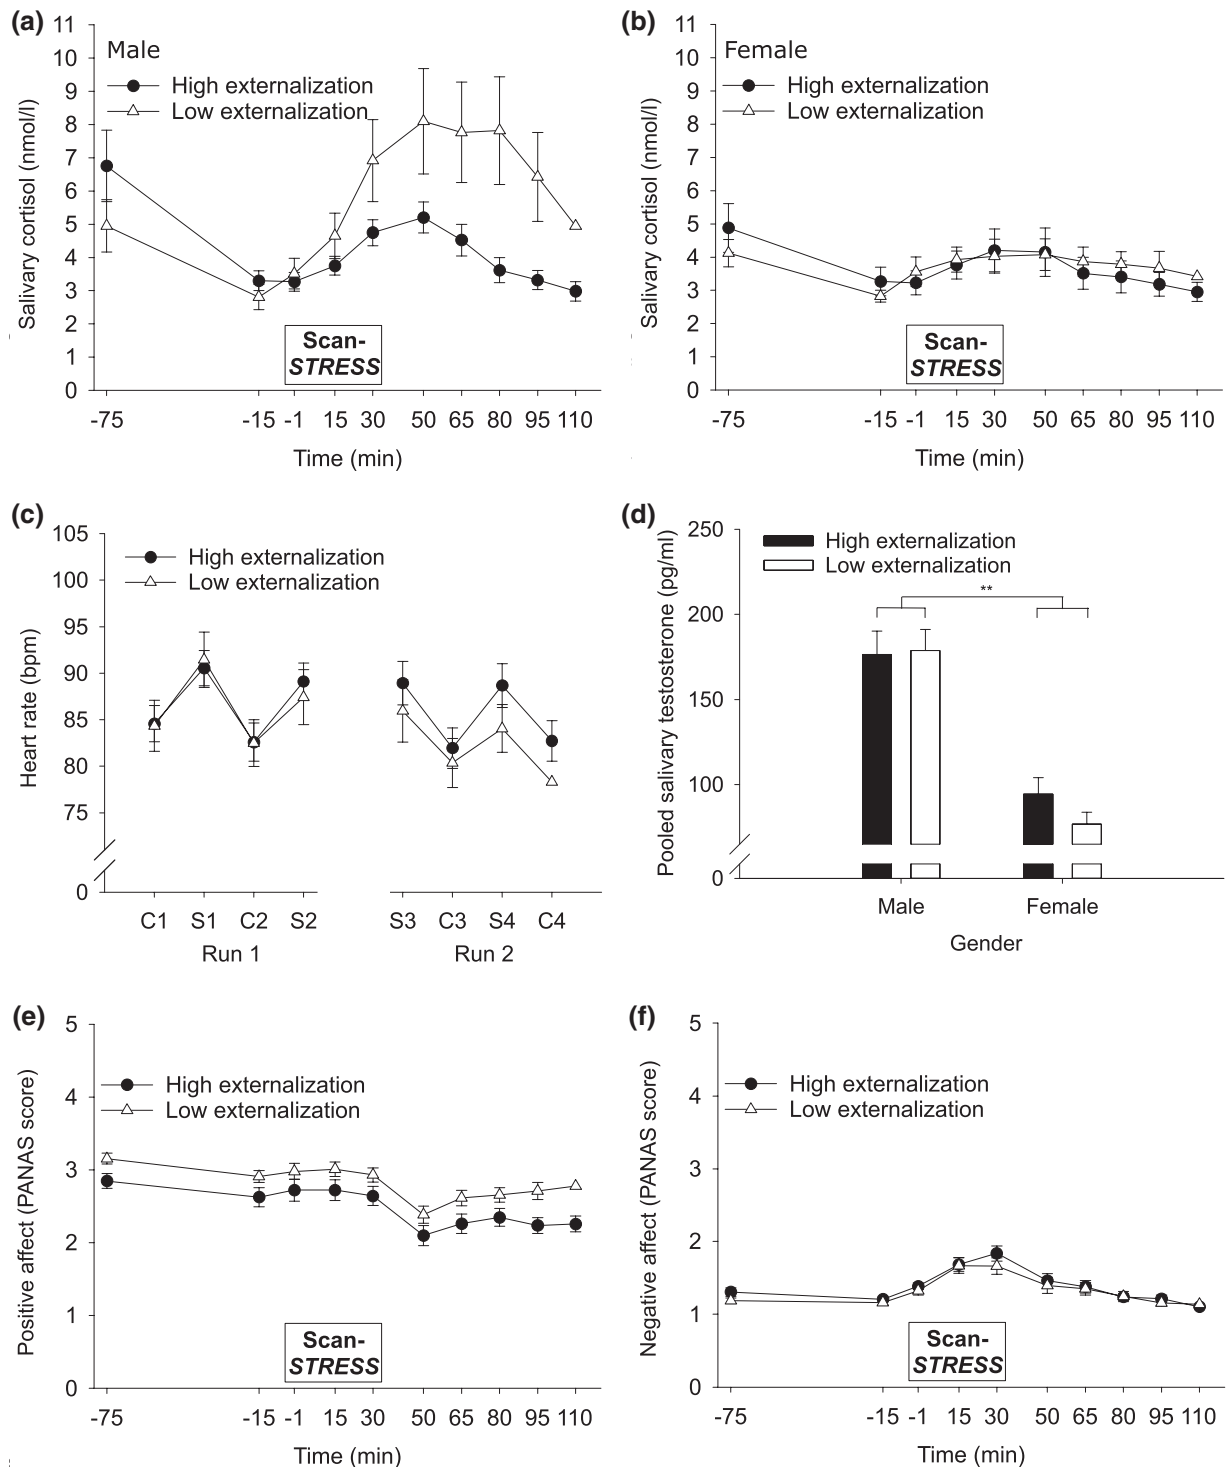 (a)
Male
High externalization
Low externalization
Salivary cortisol (nmol/l)
11
10
9
8
7
6
5
4
3
2
1
0
Scan-
STRESS
-75 -15 -1 15 30 50 65 80 95 110
Time (min)
(b)
Female
High externalization
Low externalization
Salivary cortisol (nmol/l)
11
10
9
8
7
6
5
4
3
2
1
0
Scan-
STRESS
-75 -15 -1 15 30 50 65 80 95 110
Time (min)
(c)
High externalization
Low externalization
Heart rate (bpm)
105
100
95
90
85
80
75
0
C1 S1 C2 S2 S3 C3 S4 C4
Run 1 Run 2
(d)
High externalization
Low externalization
**
Pooled salivary testosterone (pg/ml)
250
200
150
100
0
Male Female
Gender
(e)
High externalization
Low externalization
Positive affect (PANAS score)
5
4
3
2
1
0
Scan-
STRESS
-75 -15 -1 15 30 50 65 80 95 110
Time (min)
(f)
High externalization
Low externalization
Negative affect (PANAS score)
5
4
3
2
1
0
Scan-
STRESS
-75 -15 -1 15 30 50 65 80 95 110
Time (min)